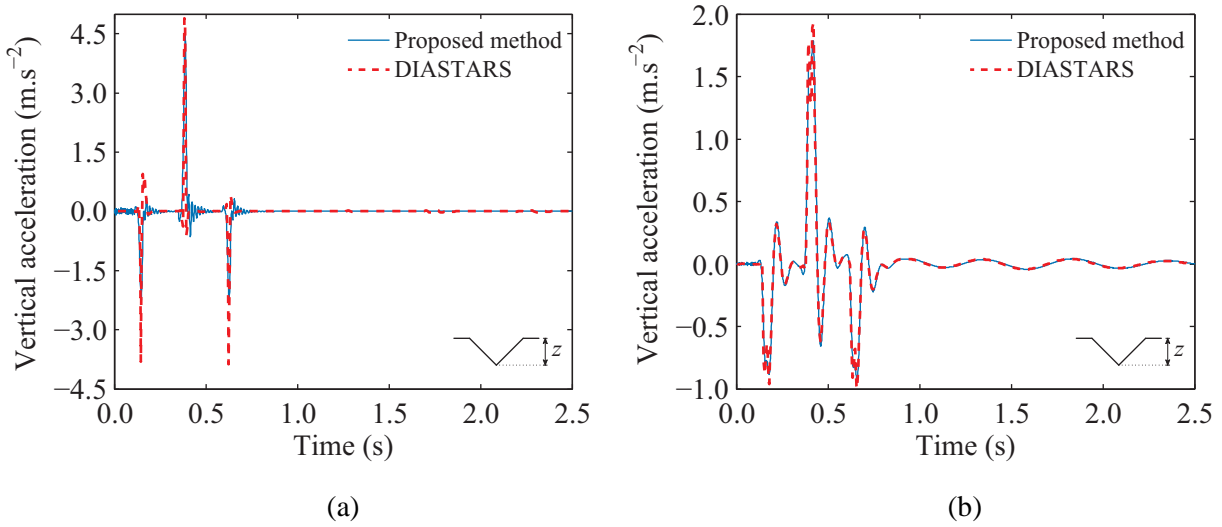 Proposed method
DIASTARS
Vertical acceleration (m.s−2)
4.5
3.0
1.5
0.0
−1.5
−3.0
−4.5
z
0.0 0.5 1.0 1.5 2.0 2.5
Time (s)
(a)
Proposed method
DIASTARS
Vertical acceleration (m.s−2)
2.0
1.5
1.0
0.5
0.0
−0.5
−1.0
z
0.0 0.5 1.0 1.5 2.0 2.5
Time (s)
(b)